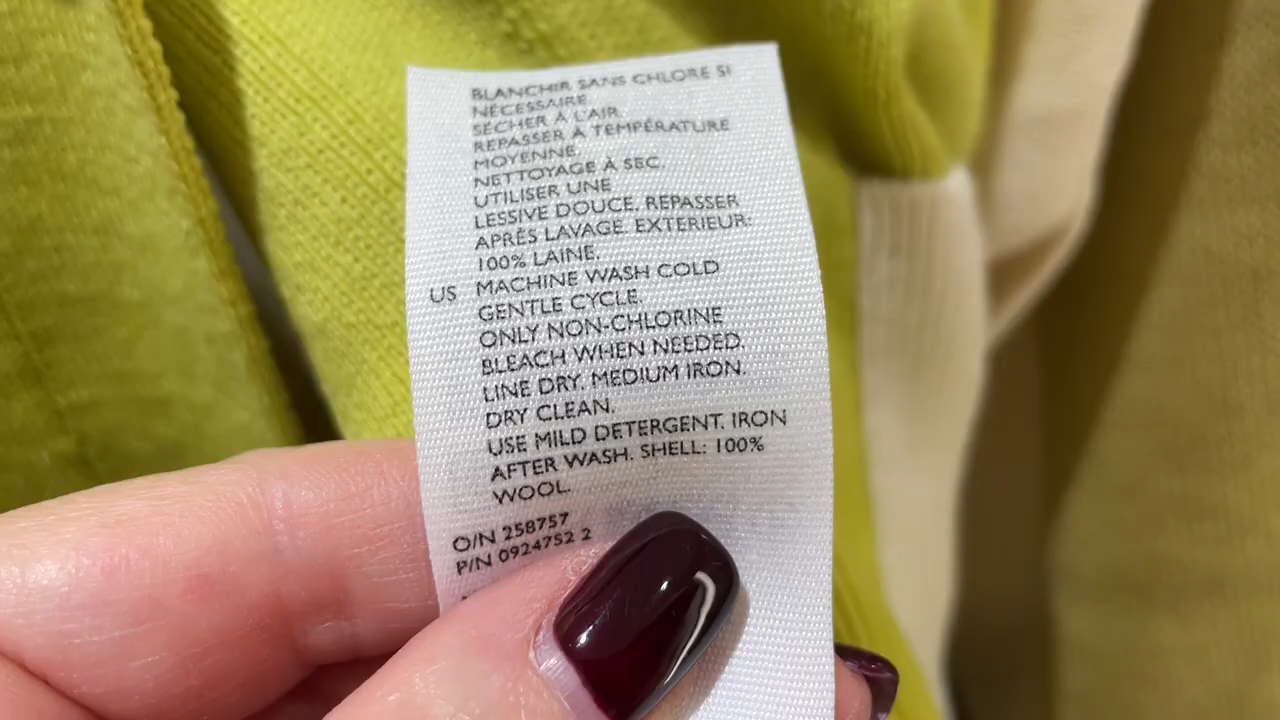 BLANCHIR SANS CHLORE SI
NÉCESSAIRE.
SÉCHER À L'AIR.
REPASSER À TEMPÉRATURE
MOYENNE.
NETTOYAGE À SEC.
UTILISER UNE
LESSIVE DOUCE. REPASSER
APRÈS LAVAGE. EXTERIEUR:
100% LAINE.
US MACHINE WASH COLD
GENTLE CYCLE.
ONLY NON-CHLORINE
BLEACH WHEN NEEDED.
LINE DRY. MEDIUM IRON.
DRY CLEAN.
USE MILD DETERGENT. IRON
AFTER WASH. SHELL: 100%
WOOL.
O/N 258757
P/N 0924752 2